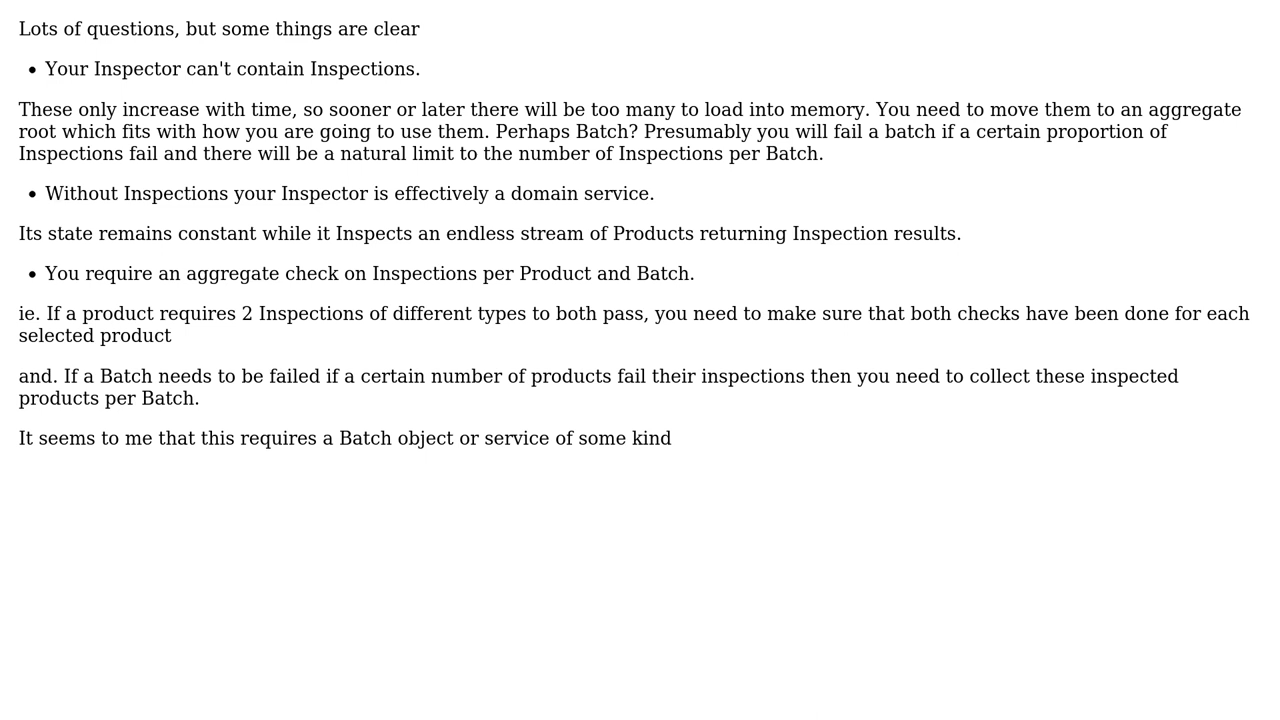 Lots of questions, but some things are clear
• Your Inspector can't contain Inspections.
These only increase with time, so sooner or later there will be too many to load into memory. You need to move them to an aggregate
root which fits with how you are going to use them. Perhaps Batch? Presumably you will fail a batch if a certain proportion of
Inspections fail and there will be a natural limit to the number of Inspections per Batch.
• Without Inspections your Inspector is effectively a domain service.
Its state remains constant while it Inspects an endless stream of Products returning Inspection results.
• You require an aggregate check on Inspections per Product and Batch.
ie. If a product requires 2 Inspections of different types to both pass, you need to make sure that both checks have been done for each
selected product
and. If a Batch needs to be failed if a certain number of products fail their inspections then you need to collect these inspected
products per Batch.
It seems to me that this requires a Batch object or service of some kind